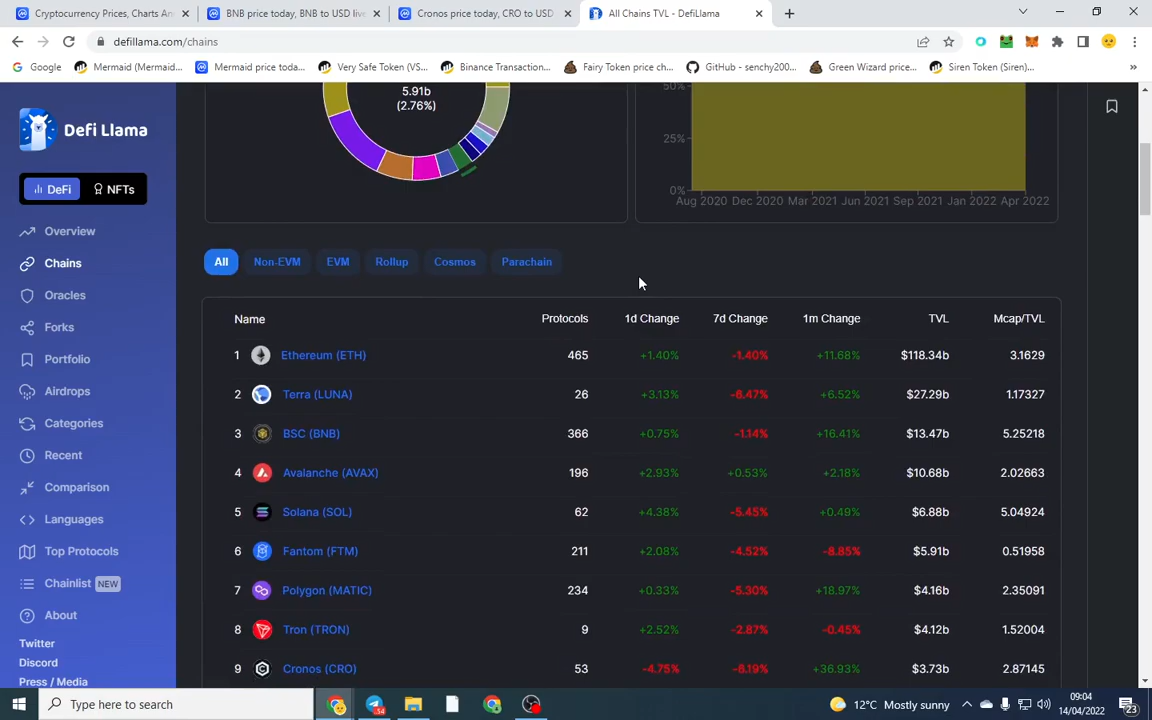 Cryptocurrency Prices, Charts An
BNB price today, BNB to USD live
Cronos price today, CRO to USD
All Chains TVL - DefiLlama
defillama.com/chains
Google
Mermaid (Mermaid...
Mermaid price toda...
Very Safe Token (VS...
Binance Transaction...
Fairy Token price ch...
GitHub - senchy200...
Green Wizard price...
Siren Token (Siren)...
»
5.91b
(2.76%)
50%
25%
0%
Aug 2020 Dec 2020 Mar 2021 Jun 2021 Sep 2021 Jan 2022 Apr 2022
Defi Llama
DeFi
NFTs
Overview
Chains
Oracles
Forks
Portfolio
Airdrops
Categories
Recent
Comparison
Languages
Top Protocols
Chainlist NEW
About
Twitter
Discord
Press / Media
All Non-EVM EVM Rollup Cosmos Parachain
Name Protocols 1d Change 7d Change 1m Change TVL Mcap/TVL
1 Ethereum (ETH) 465 +1.40% -1.40% +11.68% $118.34b 3.1629
2 Terra (LUNA) 26 +3.13% -6.47% +6.52% $27.29b 1.17327
3 BSC (BNB) 366 +0.75% -1.14% +16.41% $13.47b 5.25218
4 Avalanche (AVAX) 196 +2.93% +0.53% +2.18% $10.68b 2.02663
5 Solana (SOL) 62 +4.38% -5.45% +0.49% $6.88b 5.04924
6 Fantom (FTM) 211 +2.08% -4.52% -8.85% $5.91b 0.51958
7 Polygon (MATIC) 234 +0.33% -5.30% +18.97% $4.16b 2.35091
8 Tron (TRON) 9 +2.52% -2.87% -0.45% $4.12b 1.52004
9 Cronos (CRO) 53 -4.75% -6.19% +36.93% $3.73b 2.87145
Type here to search
12°C Mostly sunny
09:04
14/04/2022
23